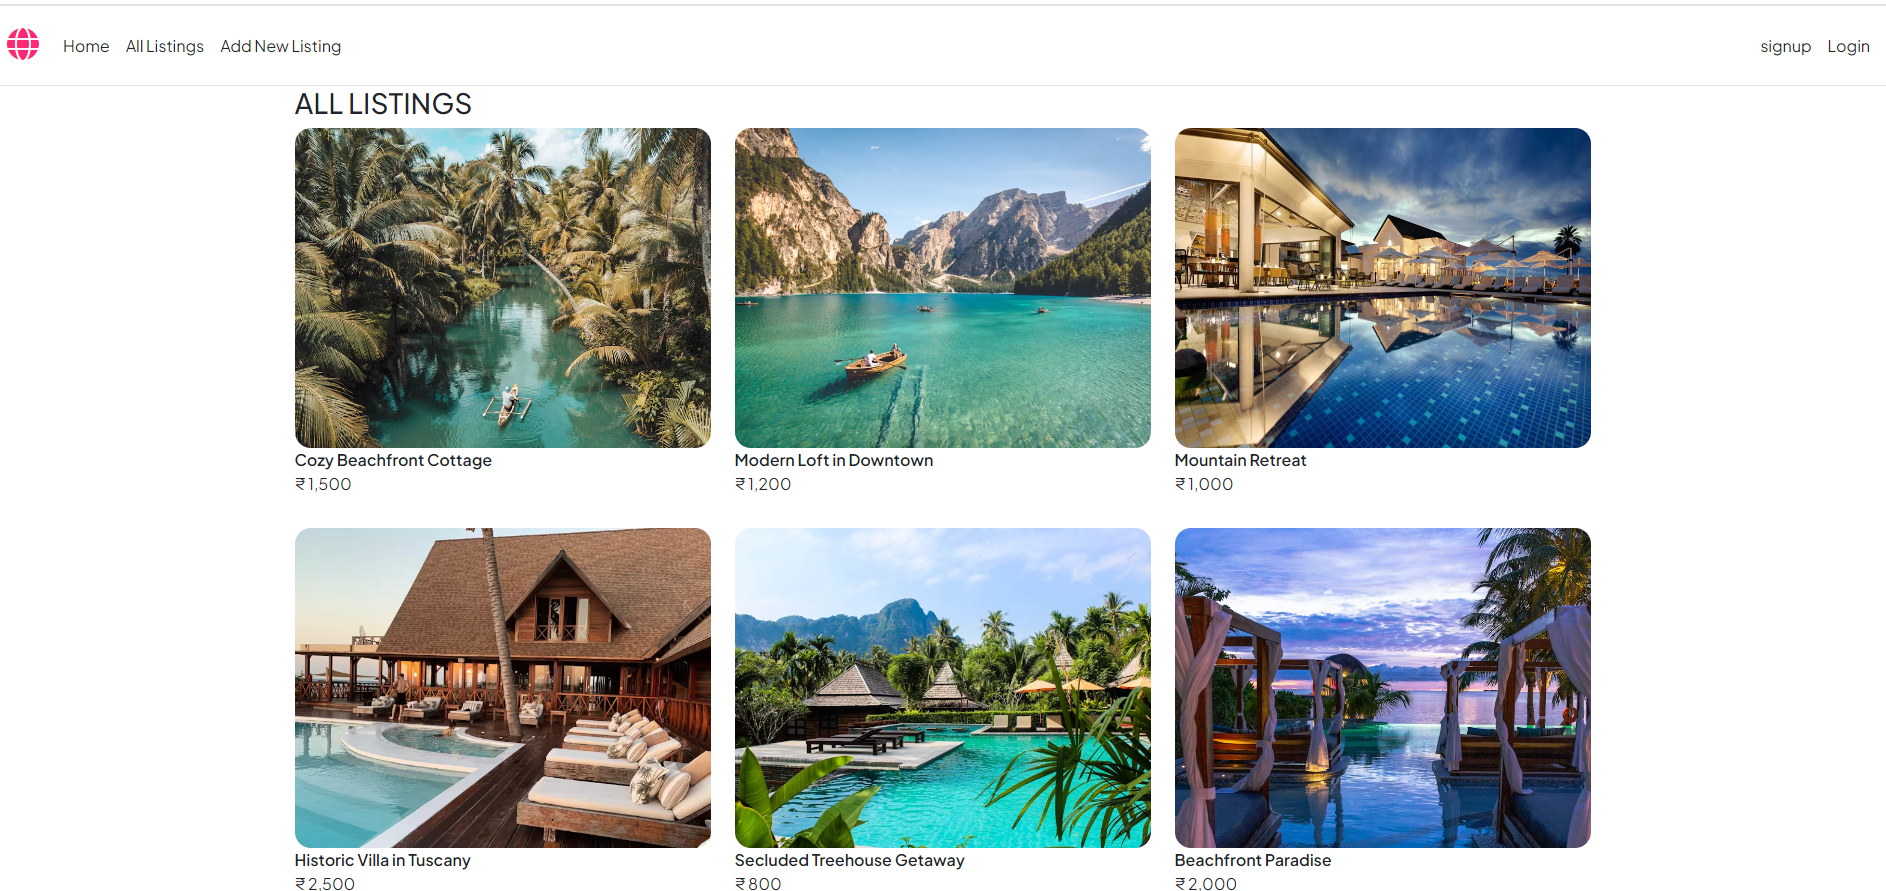 Home All Listings Add New Listing signup Login
ALL LISTINGS
Cozy Beachfront Cottage
₹1,500
Modern Loft in Downtown
₹1,200
Mountain Retreat
₹1,000
Historic Villa in Tuscany
₹2,500
Secluded Treehouse Getaway
₹800
Beachfront Paradise
₹2,000